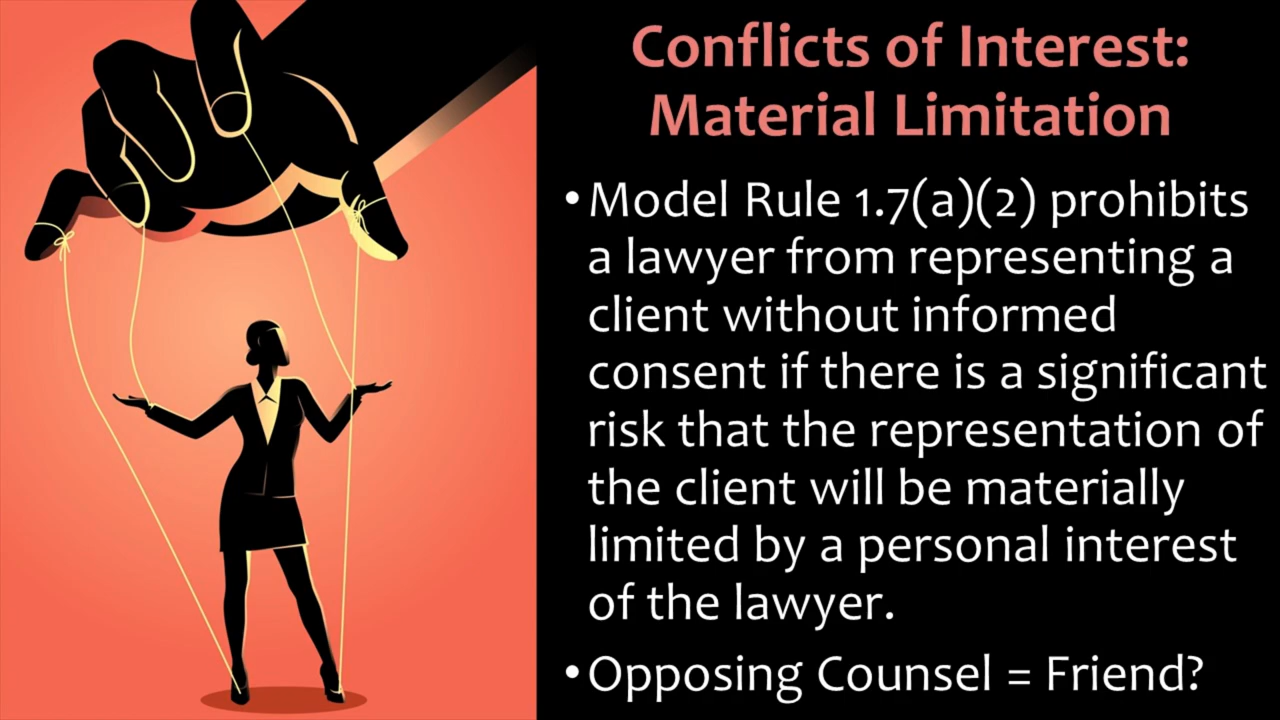 Conflicts of Interest:
Material Limitation
•Model Rule 1.7(a)(2) prohibits
a lawyer from representing a
client without informed
consent if there is a significant
risk that the representation of
the client will be materially
limited by a personal interest
of the lawyer.
•Opposing Counsel = Friend?